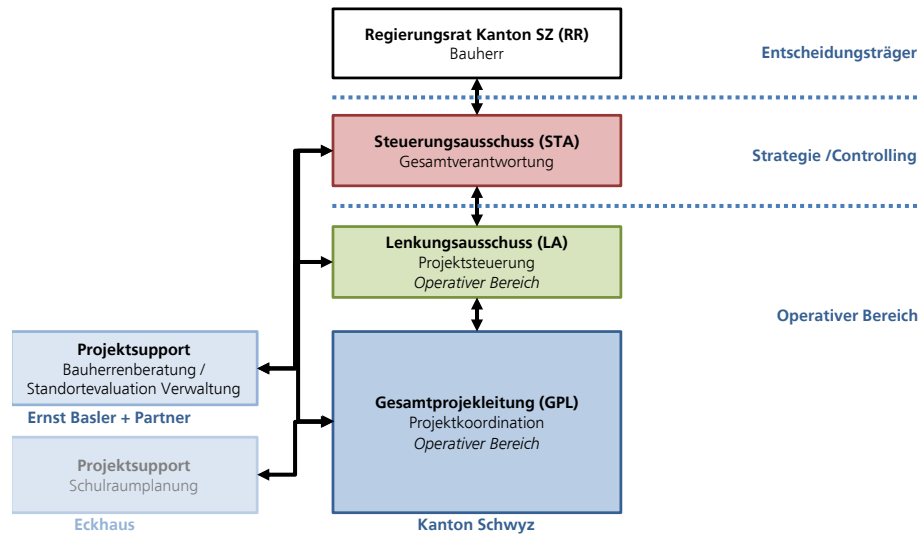 Regierungsrat Kanton SZ (RR)
Bauherr
Entscheidungsträger
Steuerungsausschuss (STA)
Gesamtverantwortung
Strategie /Controlling
Lenkungsausschuss (LA)
Projektsteuerung
Operativer Bereich
Operativer Bereich
Projektsupport
Bauherrenberatung /
Standortevaluation Verwaltung
Ernst Basler + Partner
Gesamtprojekleitung (GPL)
Projektkoordination
Operativer Bereich
Projektsupport
Schulraumplanung
Eckhaus
Kanton Schwyz